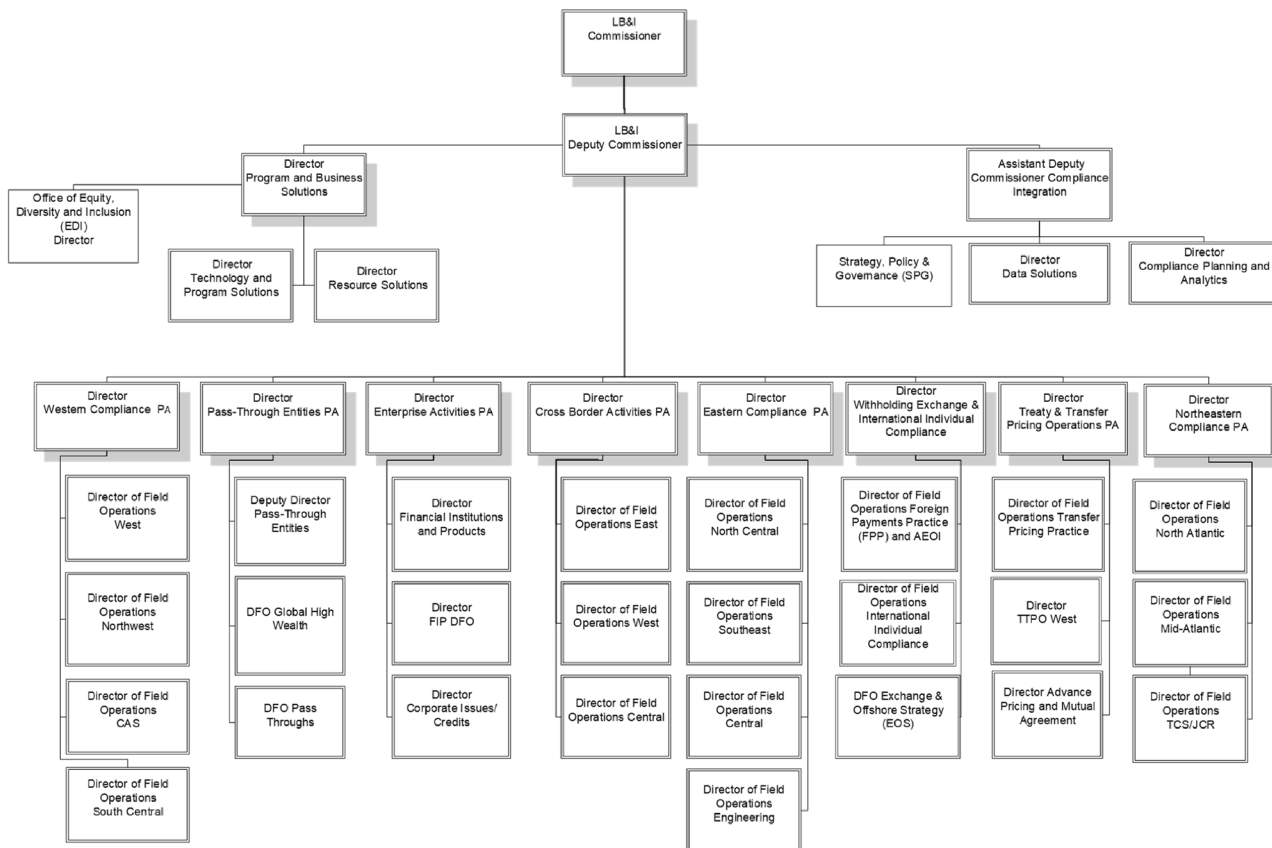 LB&I
Commissioner
LB&I
Deputy Commissioner
Director
Program and Business
Solutions
Assistant Deputy
Commissioner Compliance
Integration
Office of Equity,
Diversity and Inclusion
(EDI)
Director
Director
Technology and
Program Solutions
Director
Resource Solutions
Strategy, Policy &
Governance (SPG)
Director
Data Solutions
Director
Compliance Planning and
Analytics
Director
Western Compliance PA
Director
Pass-Through Entities PA
Director
Enterprise Activities PA
Director
Cross Border Activities PA
Director
Eastern Compliance PA
Director
Withholding Exchange &
International Individual
Compliance
Director
Treaty & Transfer
Pricing Operations PA
Director
Northeastern
Compliance PA
Director of Field
Operations
West
Deputy Director
Pass-Through
Entities
Director
Financial Institutions
and Products
Director of Field
Operations East
Director of Field
Operations
North Central
Director of Field
Operations Foreign
Payments Practice
(FPP) and AEOI
Director of Field
Operations Transfer
Pricing Practice
Director of Field
Operations
North Atlantic
Director of Field
Operations
Northwest
DFO Global High
Wealth
Director
FIP DFO
Director of Field
Operations West
Director of Field
Operations
Southeast
Director of Field
Operations
International
Individual
Compliance
Director
TTPO West
Director of Field
Operations
Mid-Atlantic
Director of Field
Operations
CAS
DFO Pass
Throughs
Director
Corporate Issues/
Credits
Director of Field
Operations Central
Director of Field
Operations
Central
DFO Exchange &
Offshore Strategy
(EOS)
Director Advance
Pricing and Mutual
Agreement
Director of Field
Operations
TCS/JCR
Director of Field
Operations
South Central
Director of Field
Operations
Engineering